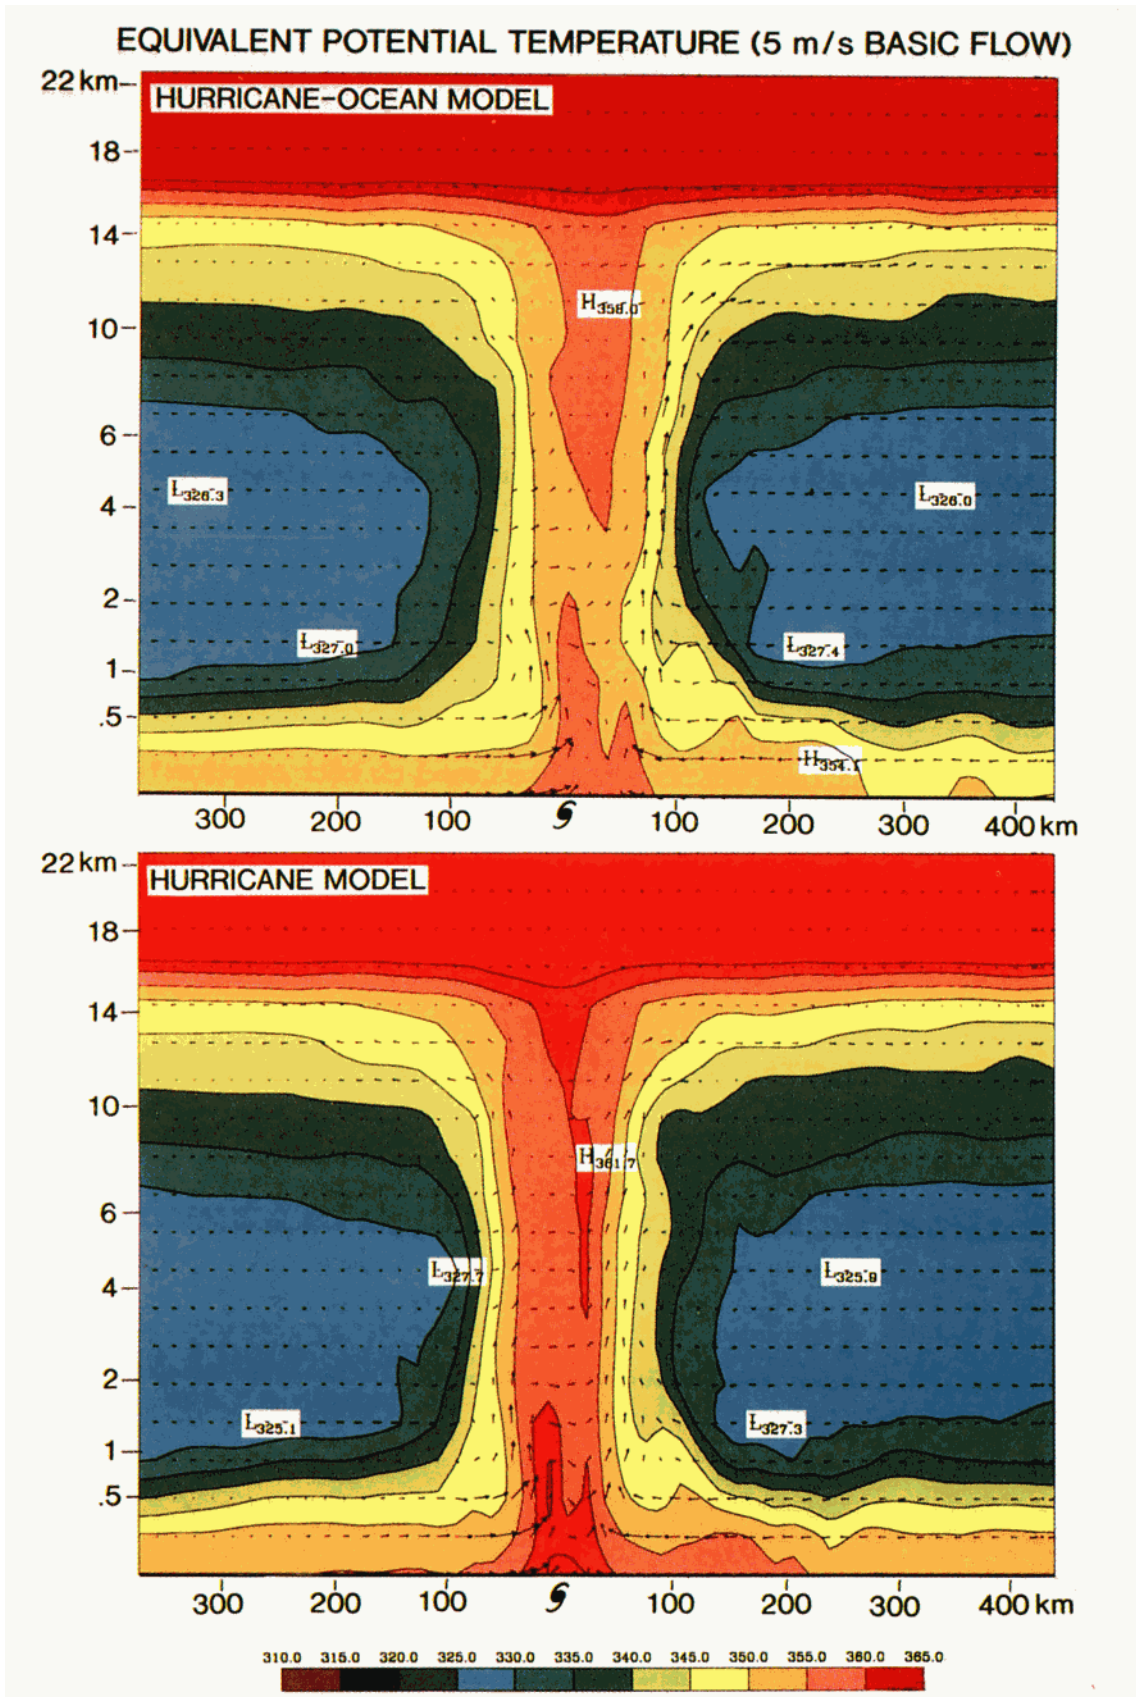 EQUIVALENT POTENTIAL TEMPERATURE (5 m/s BASIC FLOW)
22 km
HURRICANE-OCEAN MODEL
18
14
H358.0
10
6
L326.3
L326.0
4
2
L327.0
L327.4
1
.5
H354.1
300 200 100 100 200 300 400 km
22 km
HURRICANE MODEL
18
14
10
H361.7
6
L327.7
L325.9
4
2
L325.1
L327.3
1
.5
300 200 100 100 200 300 400 km
310.0 315.0 320.0 325.0 330.0 335.0 340.0 345.0 350.0 355.0 360.0 365.0